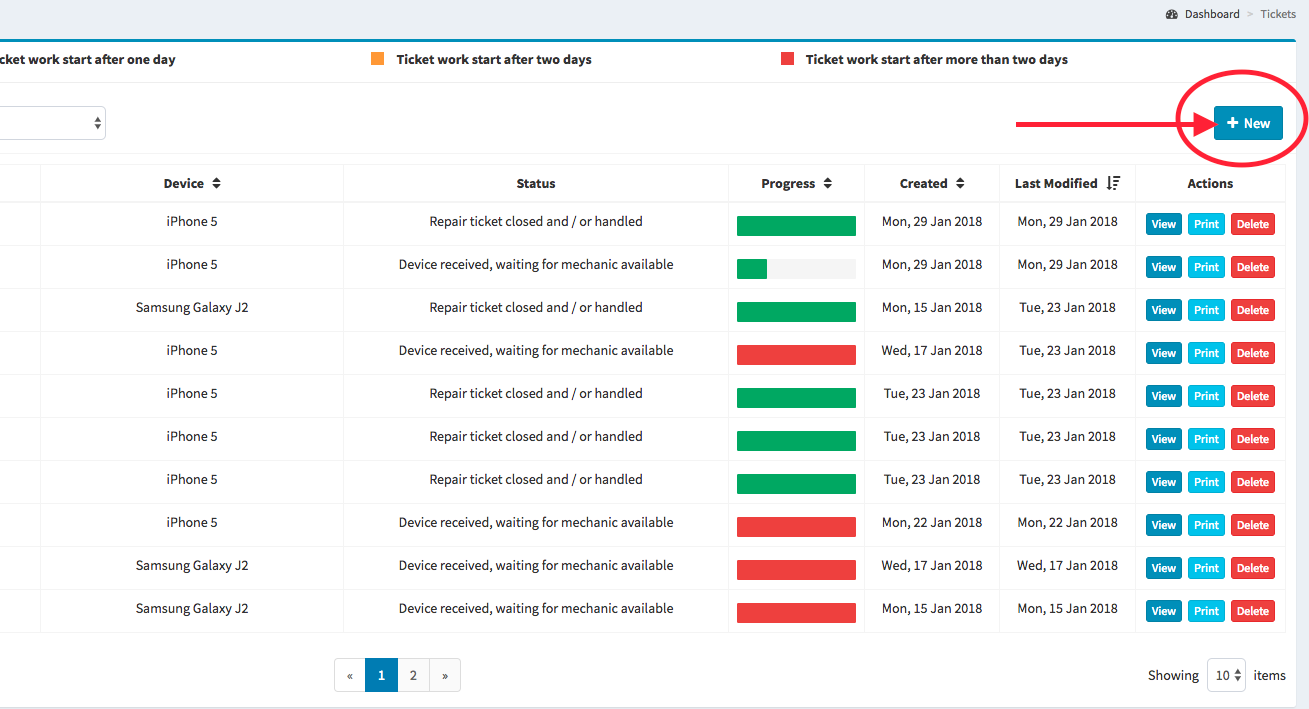 Dashboard > Tickets
cket work start after one day Ticket work start after two days Ticket work start after more than two days
+ New
Device Status Progress Created Last Modified Actions
iPhone 5 Repair ticket closed and / or handled Mon, 29 Jan 2018 Mon, 29 Jan 2018 View Print Delete
iPhone 5 Device received, waiting for mechanic available Mon, 29 Jan 2018 Mon, 29 Jan 2018 View Print Delete
Samsung Galaxy J2 Repair ticket closed and / or handled Mon, 15 Jan 2018 Tue, 23 Jan 2018 View Print Delete
iPhone 5 Device received, waiting for mechanic available Wed, 17 Jan 2018 Tue, 23 Jan 2018 View Print Delete
iPhone 5 Repair ticket closed and / or handled Tue, 23 Jan 2018 Tue, 23 Jan 2018 View Print Delete
iPhone 5 Repair ticket closed and / or handled Tue, 23 Jan 2018 Tue, 23 Jan 2018 View Print Delete
iPhone 5 Repair ticket closed and / or handled Tue, 23 Jan 2018 Tue, 23 Jan 2018 View Print Delete
iPhone 5 Device received, waiting for mechanic available Mon, 22 Jan 2018 Mon, 22 Jan 2018 View Print Delete
Samsung Galaxy J2 Device received, waiting for mechanic available Wed, 17 Jan 2018 Wed, 17 Jan 2018 View Print Delete
Samsung Galaxy J2 Device received, waiting for mechanic available Mon, 15 Jan 2018 Mon, 15 Jan 2018 View Print Delete
« 1 2 » Showing 10 items